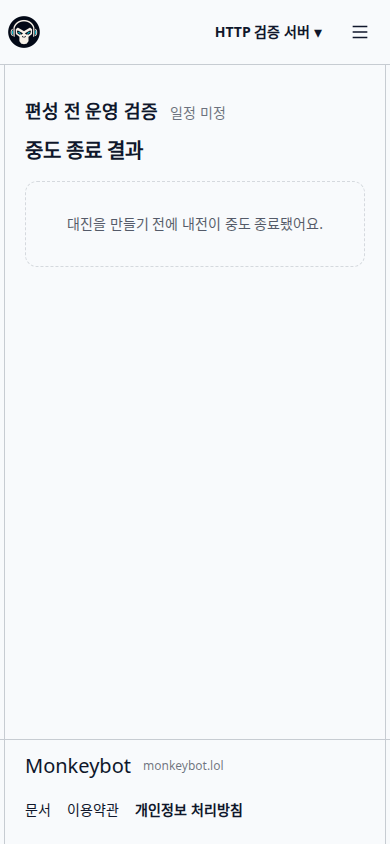 HTTP 검증 서버 ▼
편성 전 운영 검증 일정 미정
중도 종료 결과
대진을 만들기 전에 내전이 중도 종료됐어요.
Monkeybot monkeybot.lol
문서 이용약관 개인정보 처리방침